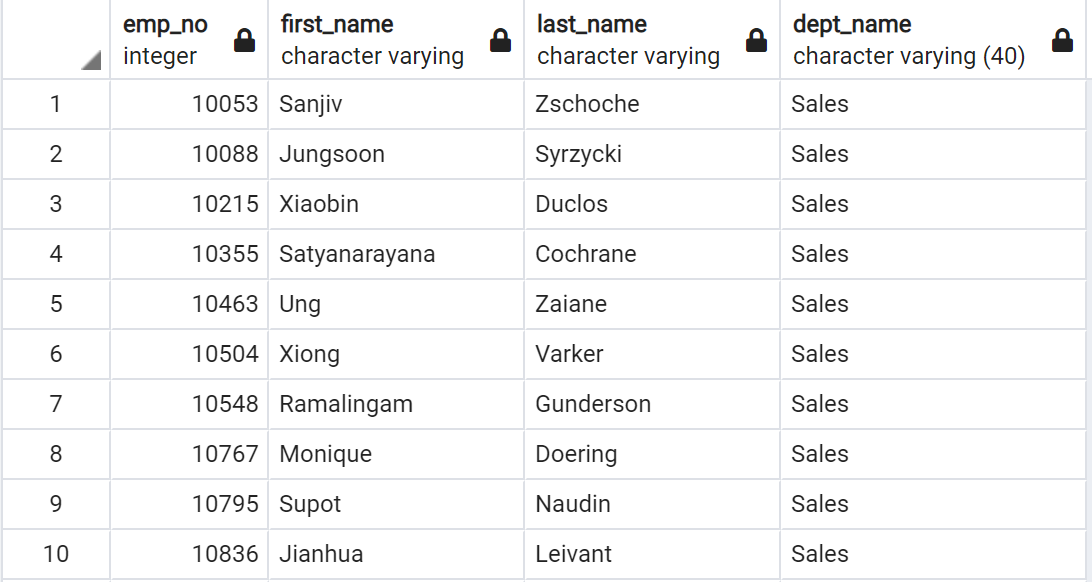 emp_no first_name last_name dept_name
integer character varying character varying character varying (40)
1 10053 Sanjiv Zschoche Sales
2 10088 Jungsoon Syrzycki Sales
3 10215 Xiaobin Duclos Sales
4 10355 Satyanarayana Cochrane Sales
5 10463 Ung Zaiane Sales
6 10504 Xiong Varker Sales
7 10548 Ramalingam Gunderson Sales
8 10767 Monique Doering Sales
9 10795 Supot Naudin Sales
10 10836 Jianhua Leivant Sales